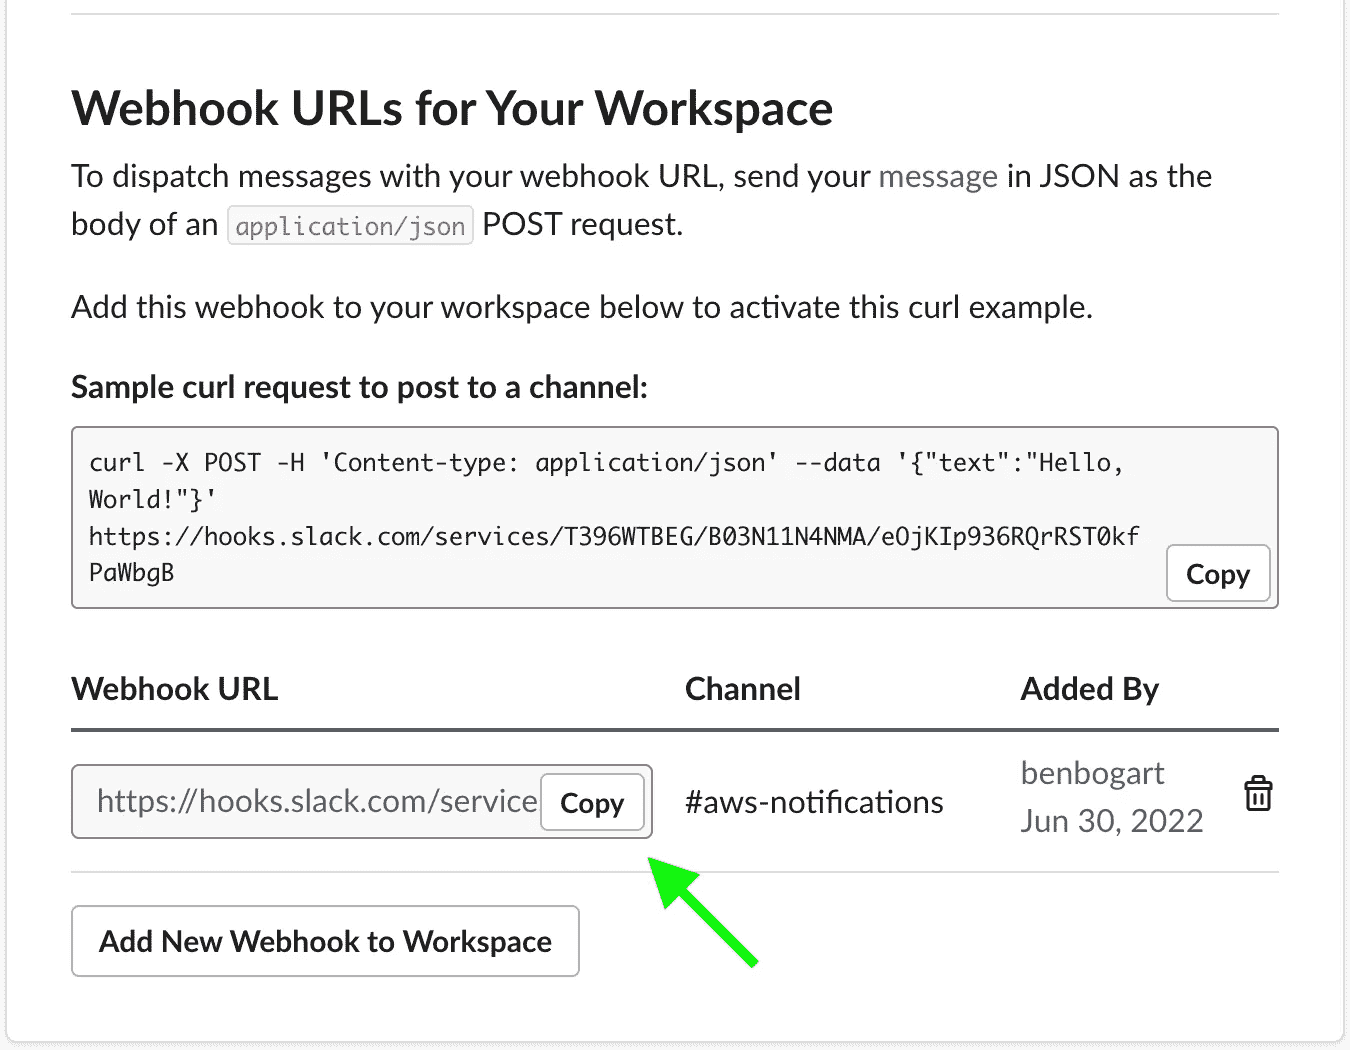 Webhook URLs for Your Workspace
To dispatch messages with your webhook URL, send your message in JSON as the
body of an application/json POST request.
Add this webhook to your workspace below to activate this curl example.
Sample curl request to post to a channel:
curl -X POST -H 'Content-type: application/json' --data '{"text":"Hello,
World!"}'
https://hooks.slack.com/services/T396WTBEG/B03N11N4NMA/eOjKIp936RQrRST0kf
PaWbgB
Copy
Webhook URL Channel Added By
https://hooks.slack.com/service Copy #aws-notifications benbogart
Jun 30, 2022
Add New Webhook to Workspace